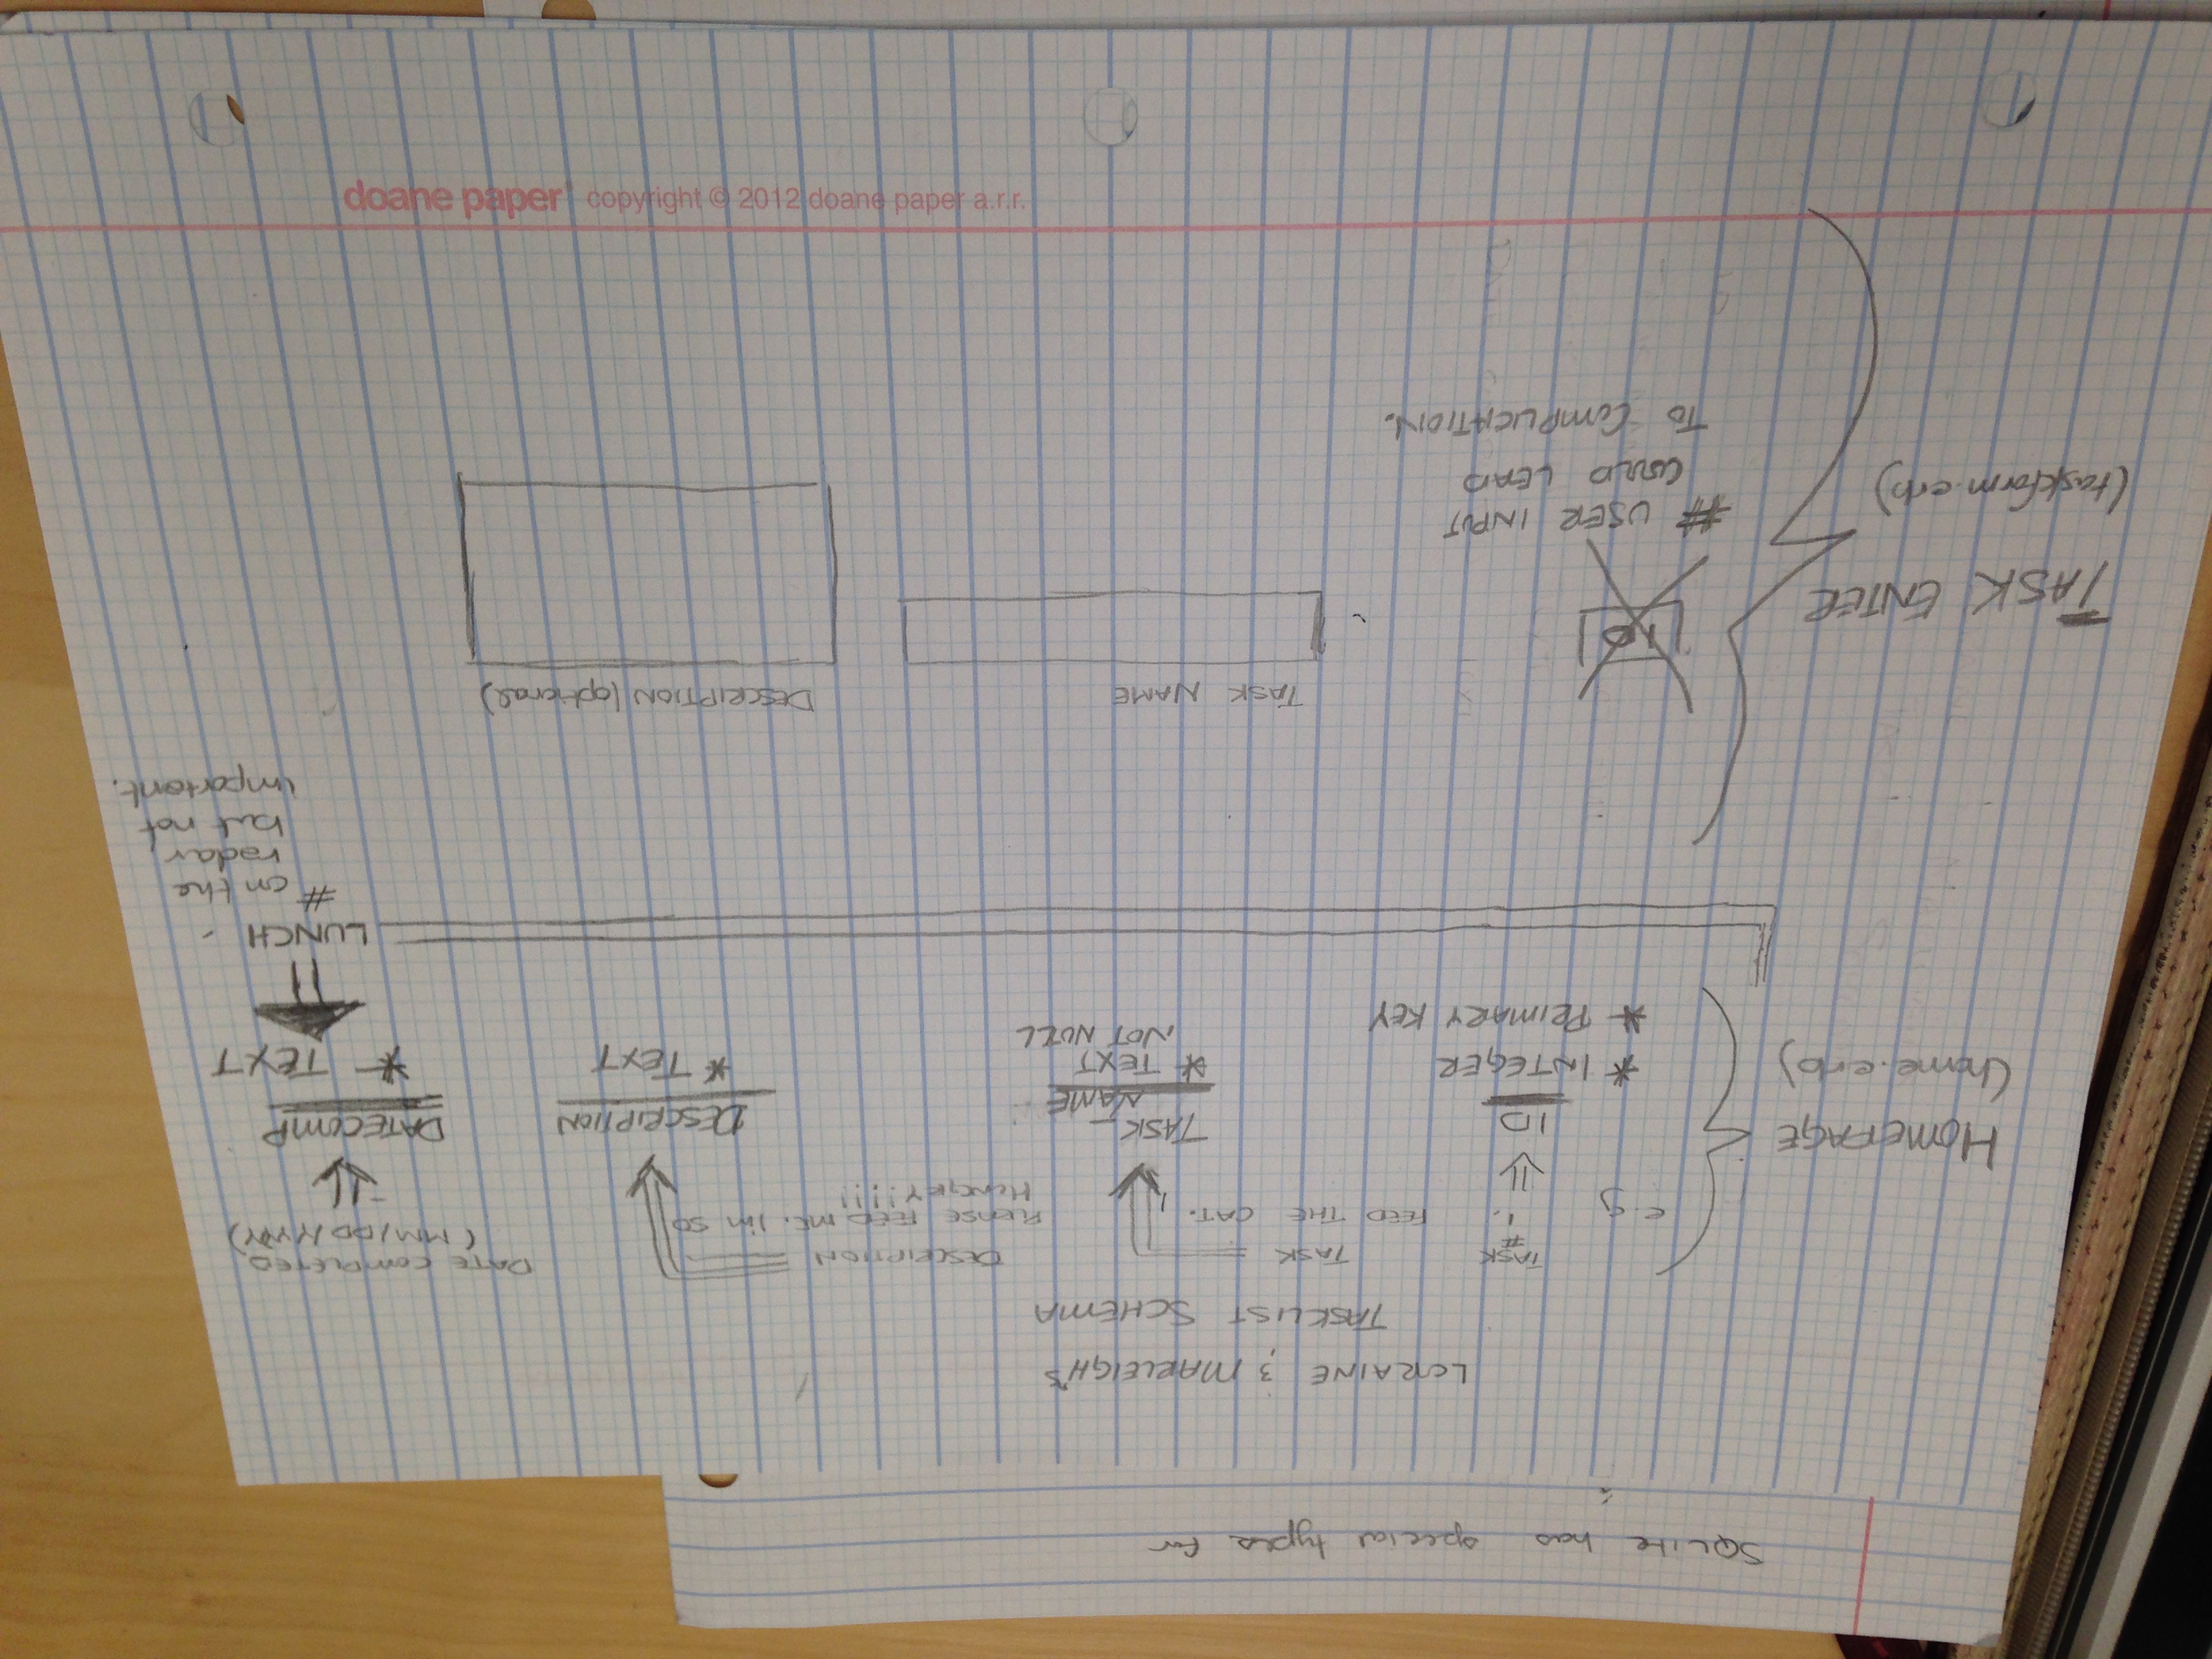 SQLite has special types for
LORAINE & MARLEIGH'S
TASKLIST SCHEMA
TASK
#
1.
e.g
TASK
FEED THE CAT.
DESCRIPTION
PLEASE FEED ME. I'm SO
HUNGRY!!!!
DATE COMPLETED
(MM/DD/YYYY)
HOMEPAGE
(home.erb)
ID
* INTEGER
* PRIMARY KEY
TASK_
NAME
* TEXT
NOT NULL
DESCRIPTION
* TEXT
DATECOMP
* TEXT
LUNCH
# on the
radar
but not
important.
TASK ENTER
(taskform.erb)
ID
# USER INPUT
COULD LEAD
TO COMPLICATION.
TASK NAME
DESCRIPTION (optional)
doane paper copyright © 2012 doane paper a.r.r.